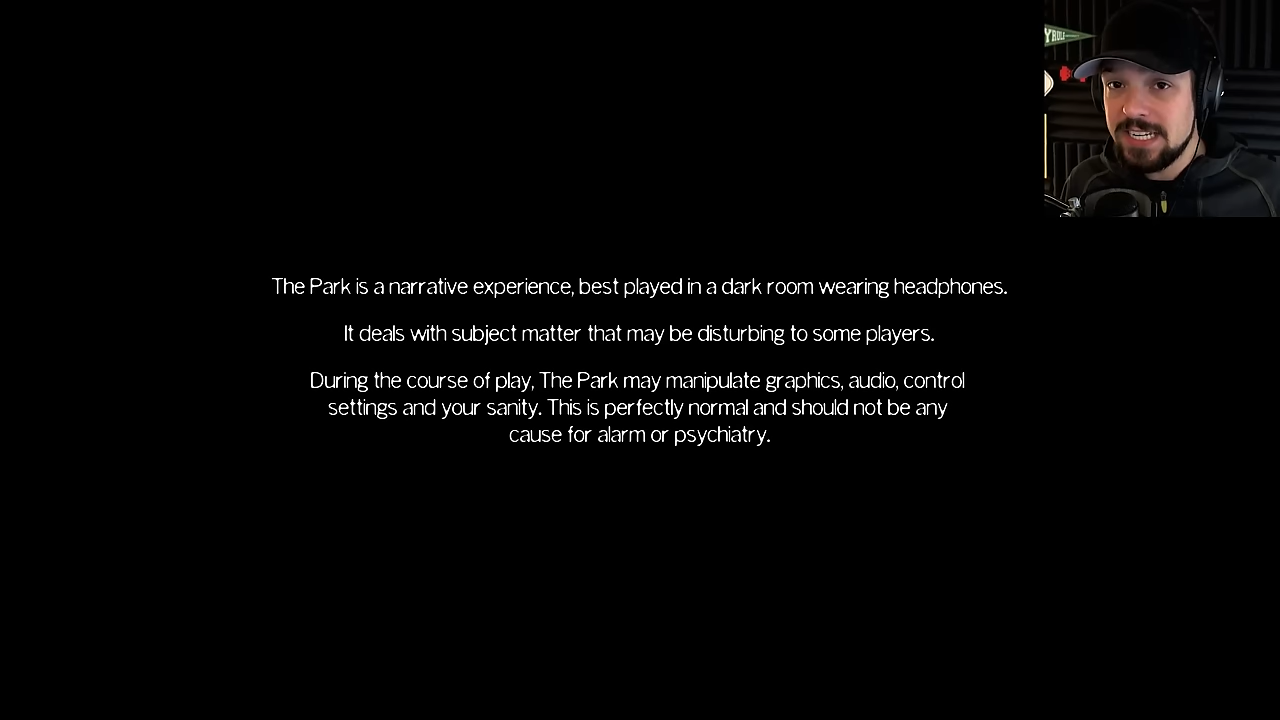 The Park is a narrative experience, best played in a dark room wearing headphones.
It deals with subject matter that may be disturbing to some players.
During the course of play, The Park may manipulate graphics, audio, control
settings and your sanity. This is perfectly normal and should not be any
cause for alarm or psychiatry.